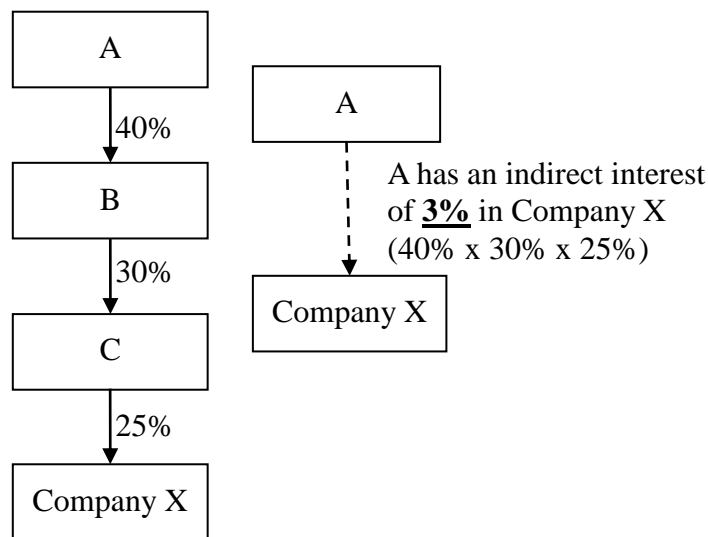 A
40%
B
30%
C
25%
Company X
A
A has an indirect interest
of 3% in Company X
(40% x 30% x 25%)
Company X